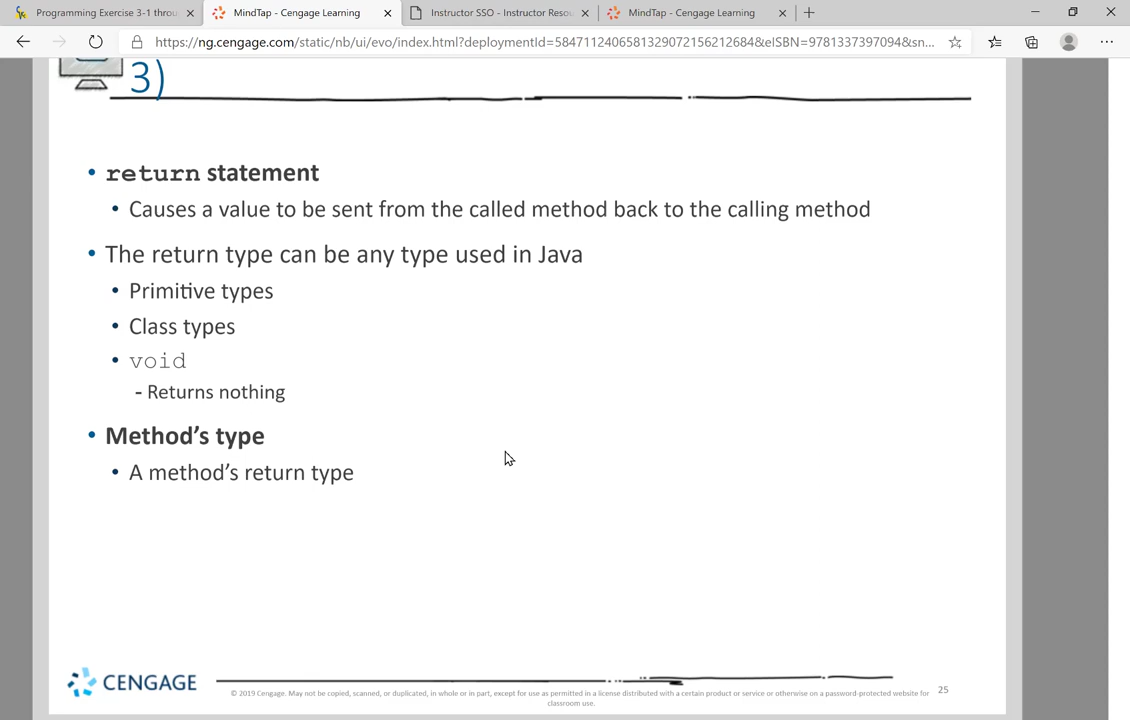 Programming Exercise 3-1 throu
MindTap - Cengage Learning
Instructor SSO - Instructor Resou
MindTap - Cengage Learning
https://ng.cengage.com/static/nb/ui/evo/index.html?deploymentId=5847112406581329072156212684&eISBN=9781337397094&sn...
3)
• return statement
• Causes a value to be sent from the called method back to the calling method
• The return type can be any type used in Java
• Primitive types
• Class types
• void
- Returns nothing
• Method's type
• A method's return type
CENGAGE
© 2019 Cengage. May not be copied, scanned, or duplicated, in whole or in part, except for use as permitted in a license distributed with a certain product or service or otherwise on a password-protected website for
classroom use.
25